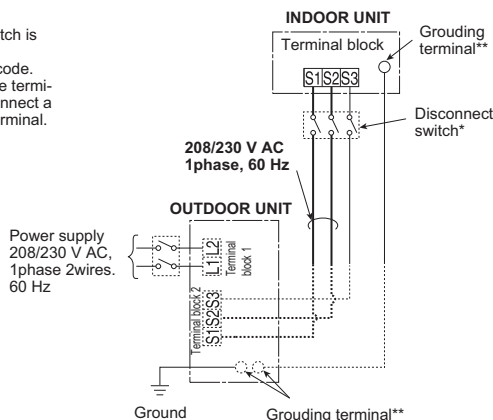 tch is
code.
e termi-
nnect a
rminal.
INDOOR UNIT
Terminal block
Grouding
terminal**
S1 S2 S3
Disconnect
switch*
208/230 V AC
1phase, 60 Hz
OUTDOOR UNIT
Power supply
208/230 V AC,
1phase 2wires.
60 Hz
L1 L2
Terminal
block 1
Terminal block 2
S1 S2 S3
Ground
Grouding terminal**